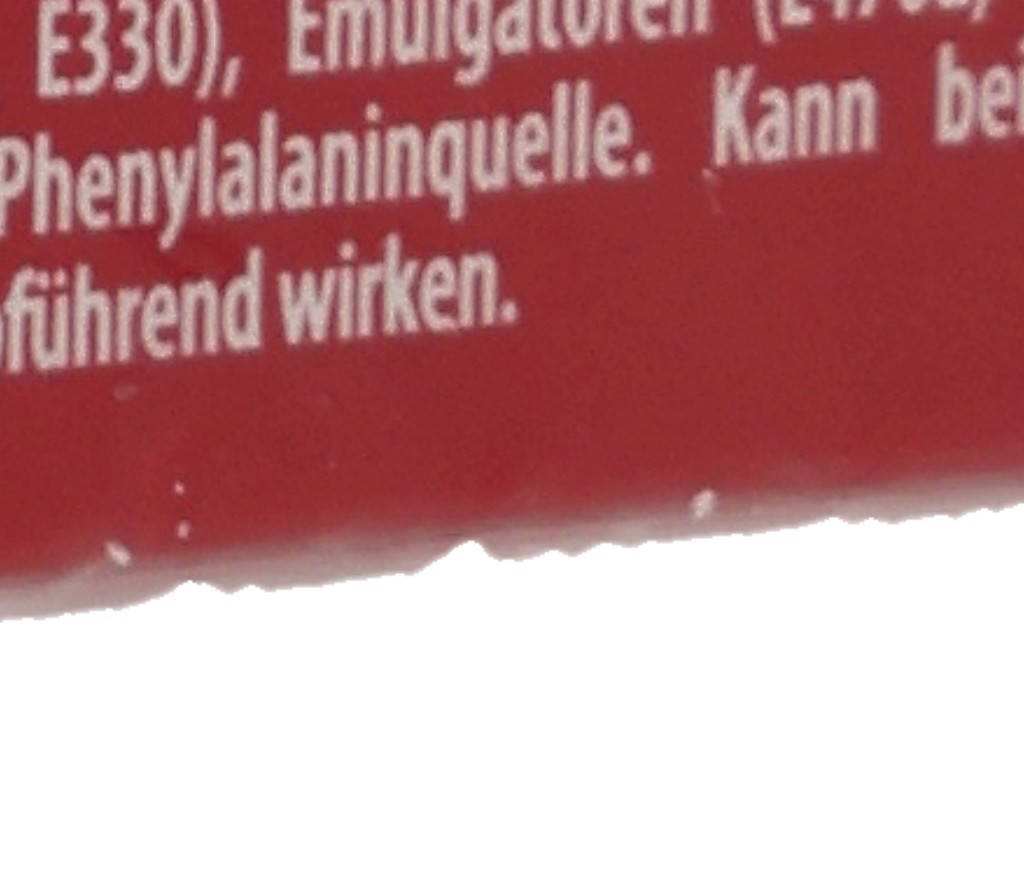 E330), Emulgatoren
Phenylalaninquelle. Kann bei
führend wirken.